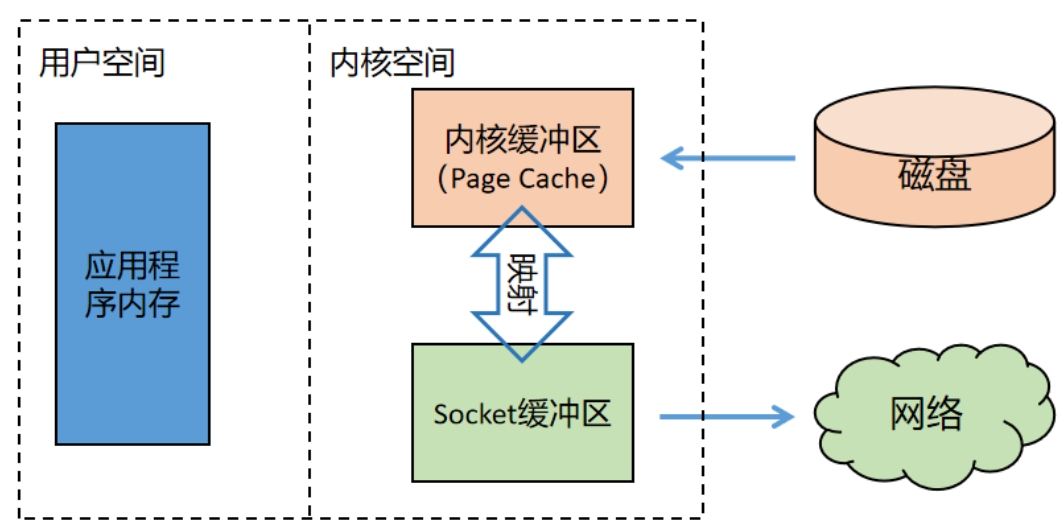 用户空间
内核空间
应用程
序内存
内核缓冲区
（Page Cache）
映射
Socket缓冲区
磁盘
网络